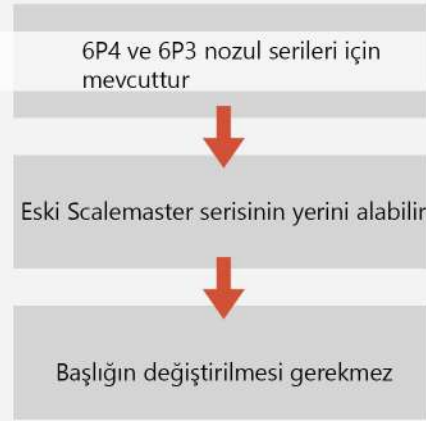 6P4 ve 6P3 nozul serileri için
mevcuttur
Eski Scalemaster serisinin yerini alabilir
Başlığın değiştirilmesi gerekmez